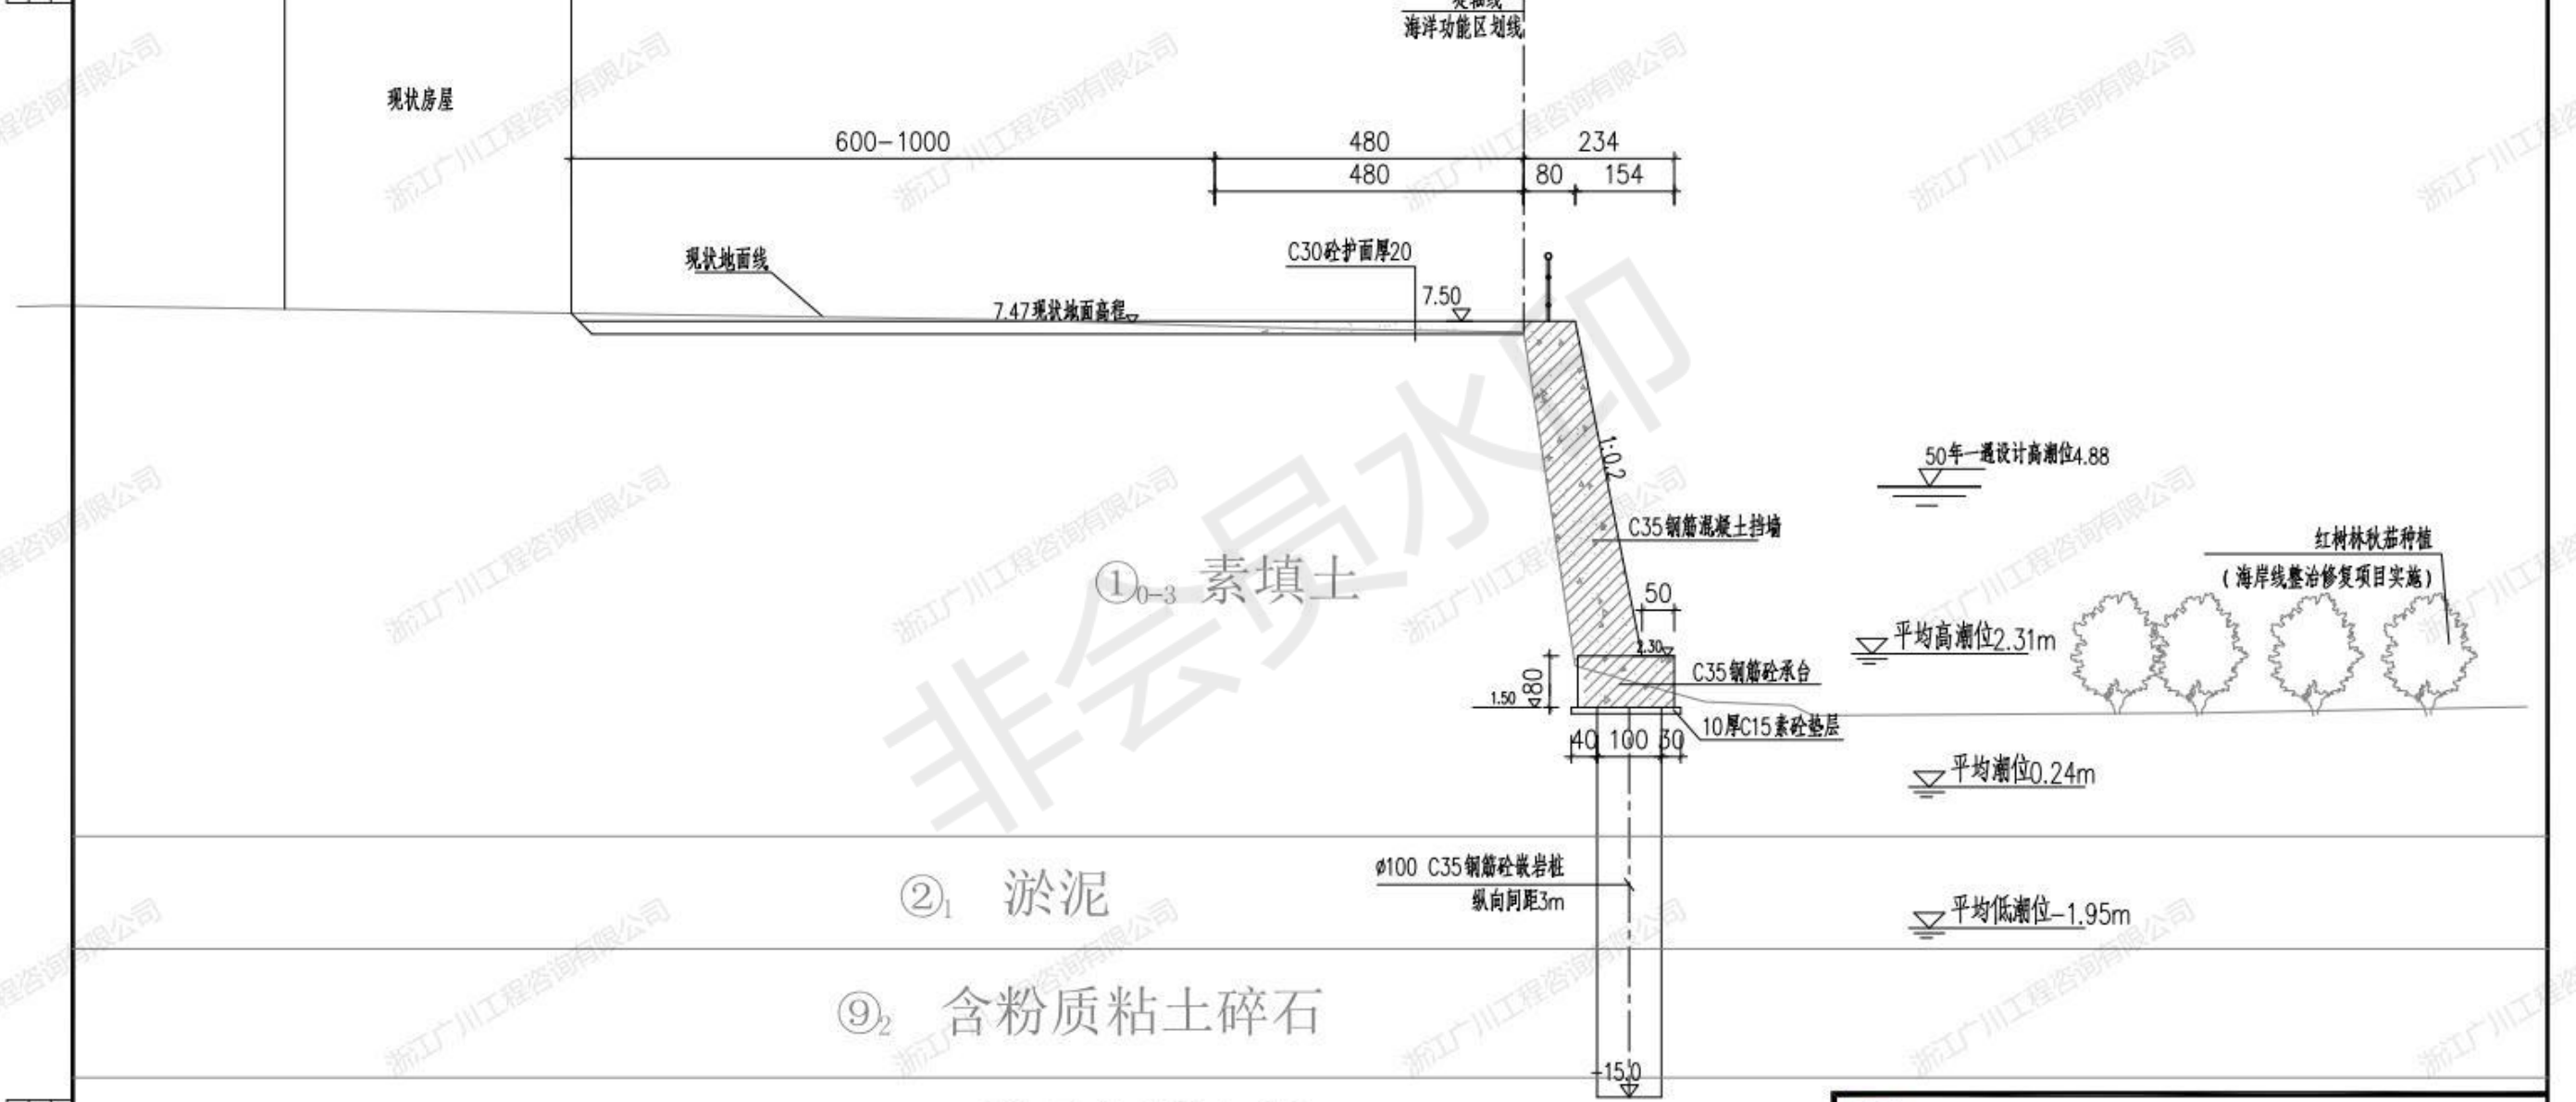 海洋功能区划线
现状房屋
600-1000
480
234
480
80
154
现状地面线
C30砼护面厚20
7.50
7.47现状地面高程
1:0.2
50年一遇设计高潮位4.88
C35钢筋混凝土挡墙
红树林秋茄种植
(海岸线整治修复项目实施)
①0-3 素填土
50
平均高潮位2.31m
2.30
C35钢筋砼承台
80
1.50
10厚C15素砼垫层
40
100
30
平均潮位0.24m
ø100 C35钢筋砼嵌岩桩
纵向间距3m
②1 淤泥
平均低潮位-1.95m
⑨2 含粉质粘土碎石
-15.0
非会员水印
浙江广川工程咨询有限公司